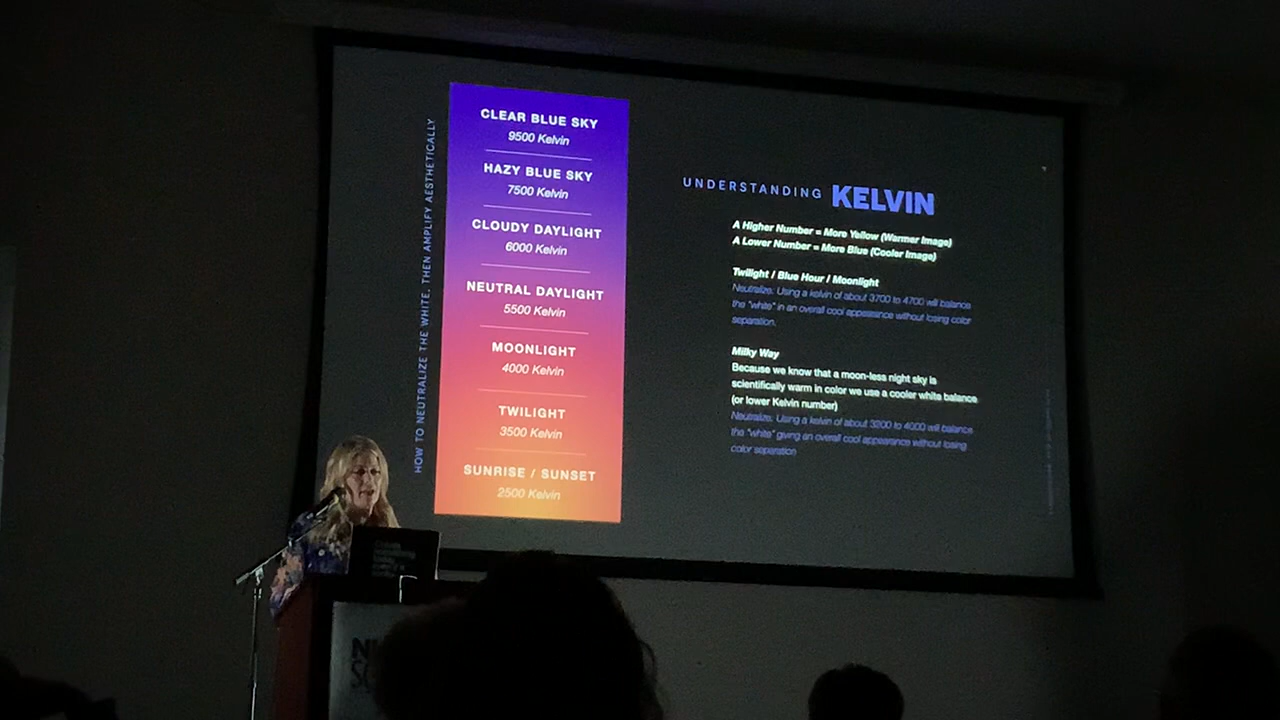 HOW TO NEUTRALIZE THE WHITE, THEN AMPLIFY AESTHETICALLY
CLEAR BLUE SKY
9500 Kelvin
HAZY BLUE SKY
7500 Kelvin
CLOUDY DAYLIGHT
6000 Kelvin
NEUTRAL DAYLIGHT
5500 Kelvin
MOONLIGHT
4000 Kelvin
TWILIGHT
3500 Kelvin
SUNRISE / SUNSET
2500 Kelvin
UNDERSTANDING KELVIN
A Higher Number = More Yellow (Warmer Image)
A Lower Number = More Blue (Cooler Image)
Twilight / Blue Hour / Moonlight
Neutralize: Using a kelvin of about 3700 to 4700 will balance
the "white" in an overall cool appearance without losing color
separation.
Milky Way
Because we know that a moon-less night sky is
scientifically warm in color we use a cooler white balance
(or lower Kelvin number)
Neutralize: Using a kelvin of about 3200 to 4000 will balance
the "white" giving an overall cool appearance without losing
color separation